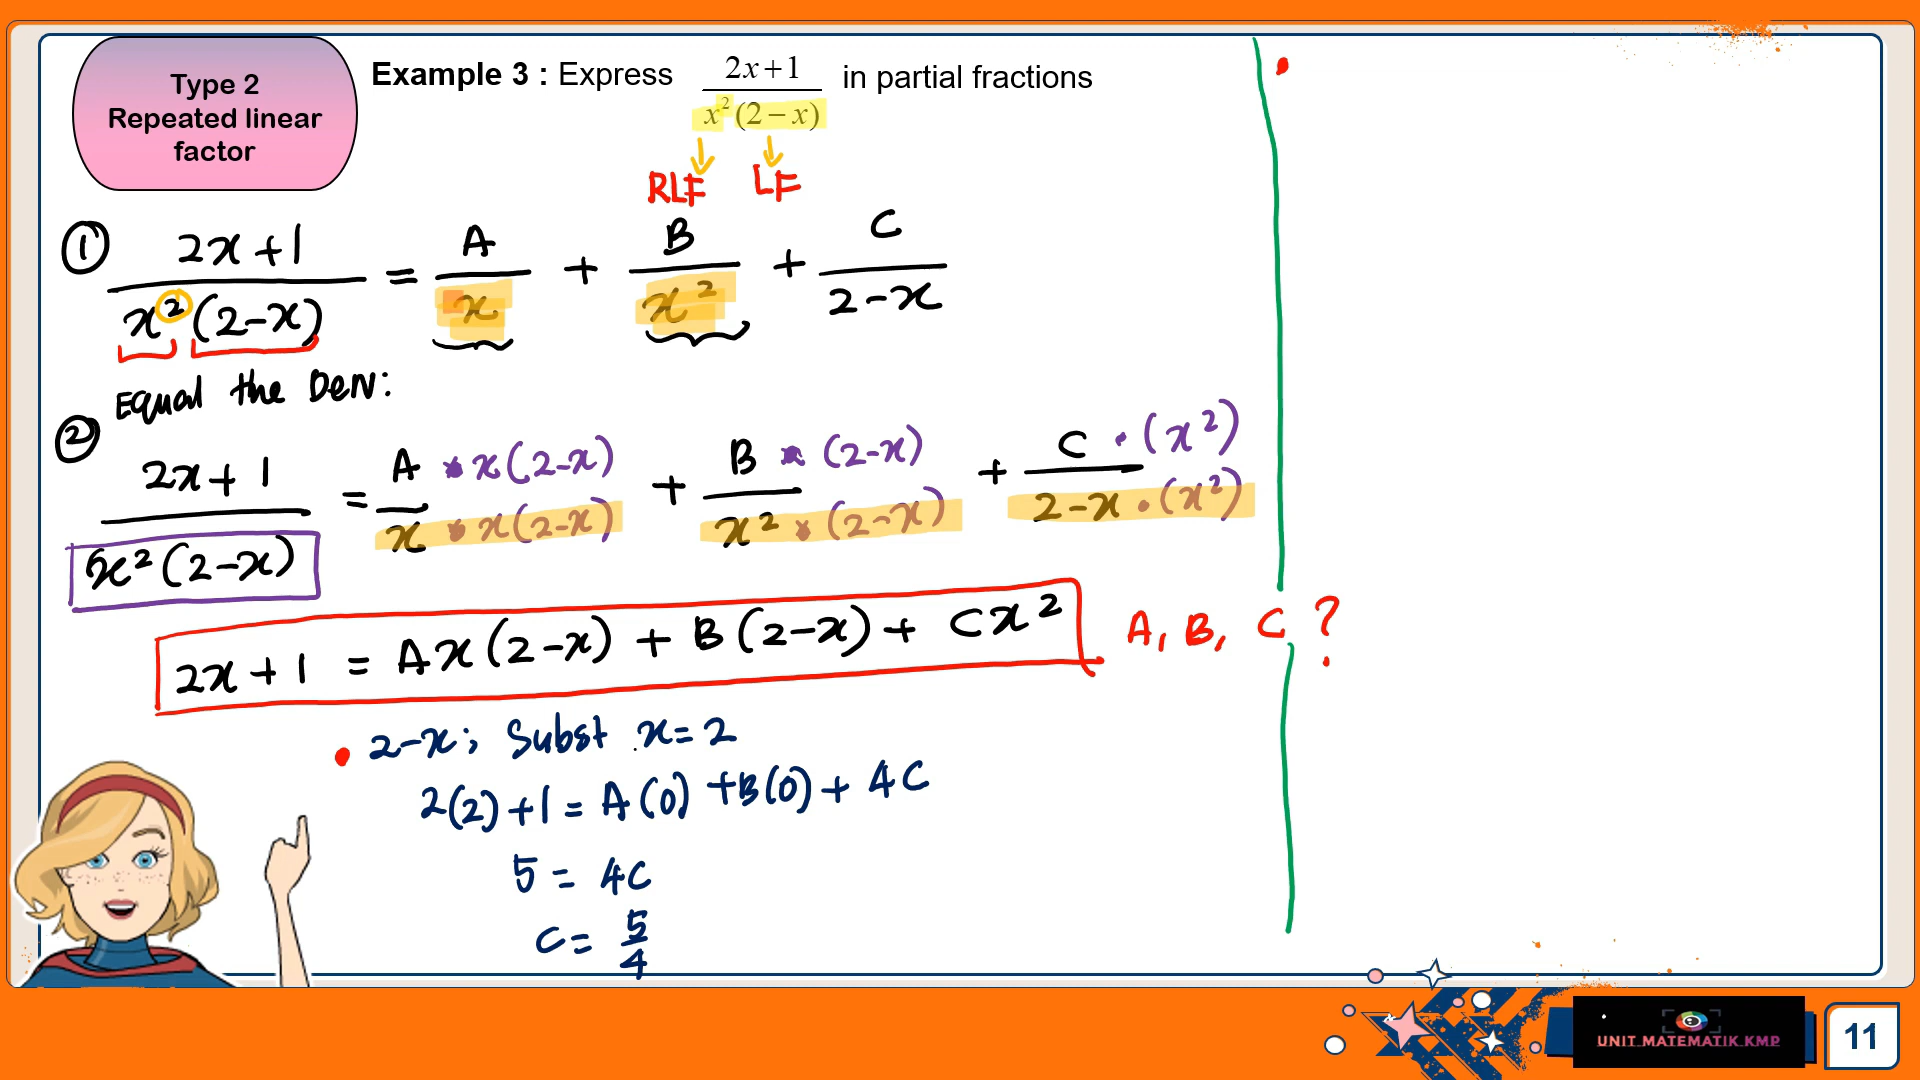 Type 2
Repeated linear
factor
Example 3 : Express (2x+1)/(x²(2−x)) in partial fractions
RLF LF
① (2x+1)/(x²(2−x)) = A/x + B/x² + C/(2−x)
Equal the Den:
② (2x+1)/(x²(2−x)) = (A • x(2−x))/(x • x(2−x)) + (B • (2−x))/(x² • (2−x)) + (C • (x²))/(2−x • (x²))
2x+1 = Ax(2−x) + B(2−x) + Cx² A, B, C ?
• 2−x; Subst x=2
2(2)+1 = A(0) +B(0) + 4C
5 = 4C
C = 5/4
UNIT MATEMATIK KMP
11